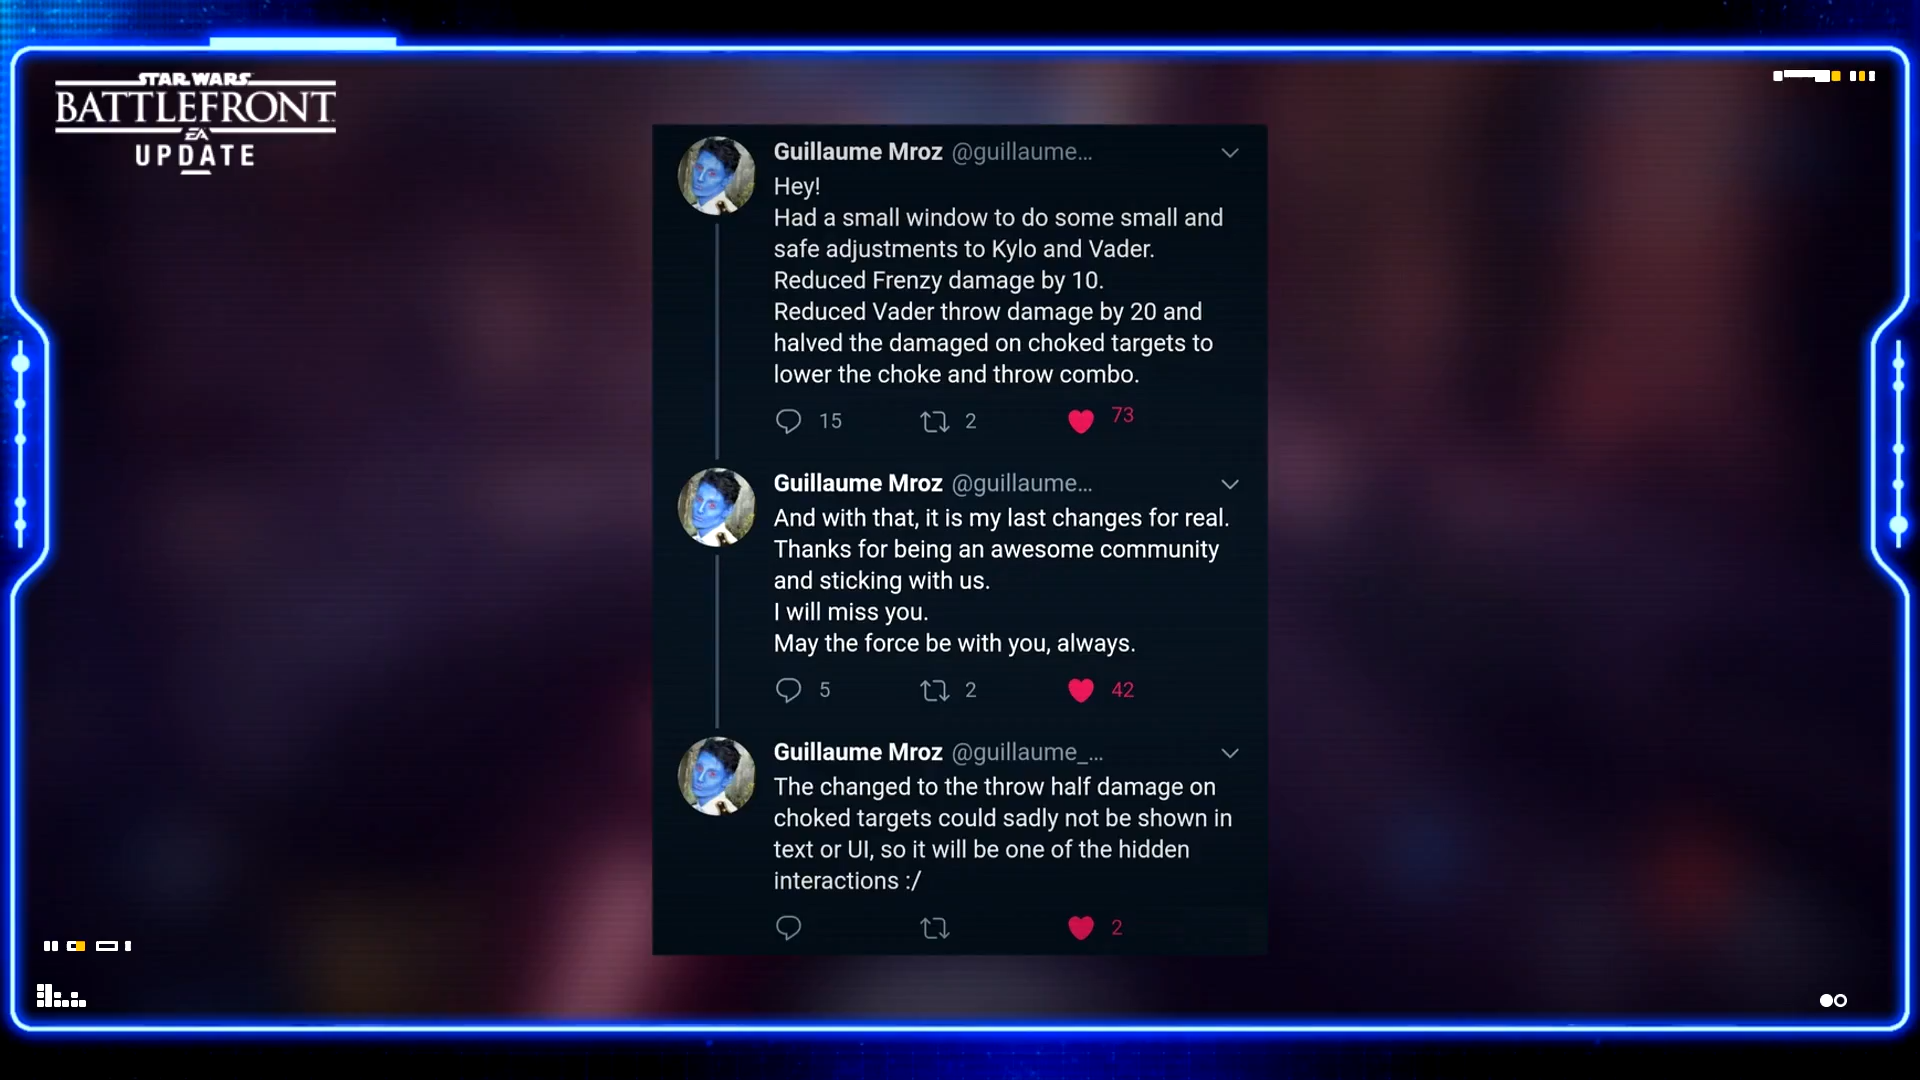 STAR WARS
BATTLEFRONT
EA
UPDATE
Guillaume Mroz @guillaume...
Hey!
Had a small window to do some small and
safe adjustments to Kylo and Vader.
Reduced Frenzy damage by 10.
Reduced Vader throw damage by 20 and
halved the damaged on choked targets to
lower the choke and throw combo.
15 2 73
Guillaume Mroz @guillaume...
And with that, it is my last changes for real.
Thanks for being an awesome community
and sticking with us.
I will miss you.
May the force be with you, always.
5 2 42
Guillaume Mroz @guillaume_...
The changed to the throw half damage on
choked targets could sadly not be shown in
text or UI, so it will be one of the hidden
interactions :/
2